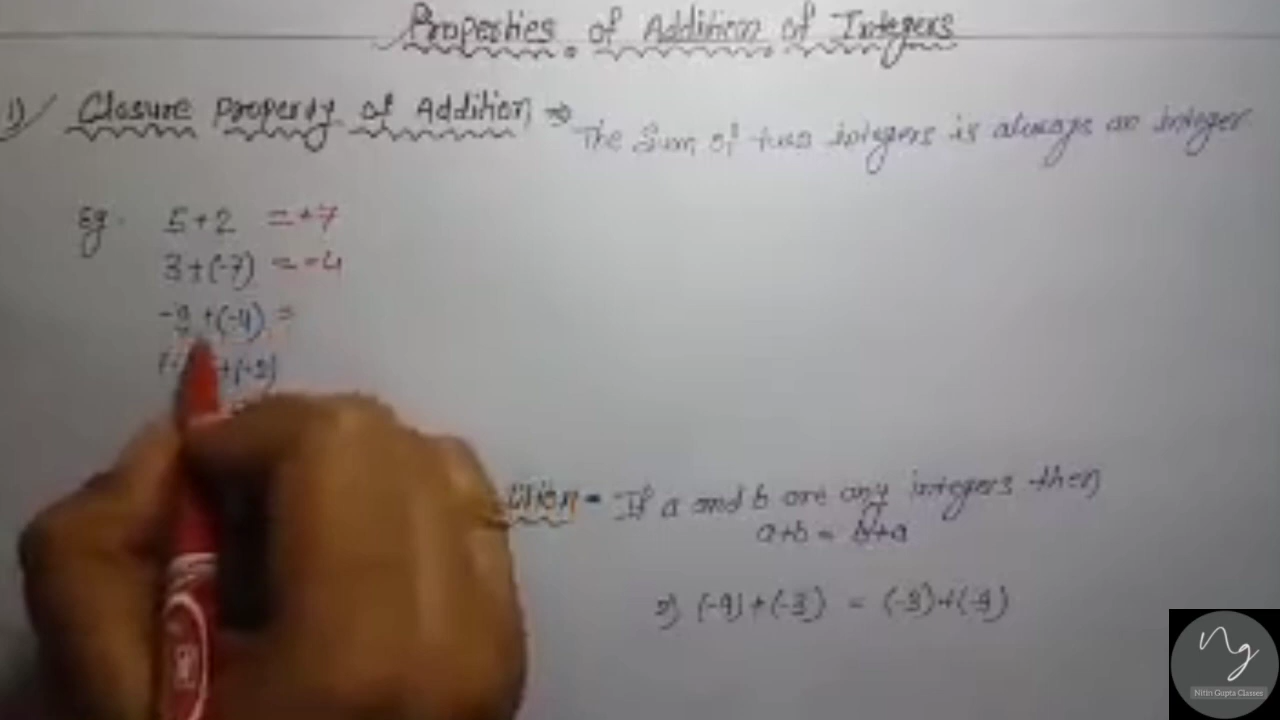 Properties of Addition of Integers
1) Closure Property of Addition ⇒ The Sum of two integers is always an integer
Eg. 5+2 = +7
3+(-7) = -4
-9+(-4) =
+(-2)
If a and b are any integers then
a+b = b+a
2) (-9)+(-3) = (-3)+(-9)
Ng
Nitin Gupta Classes